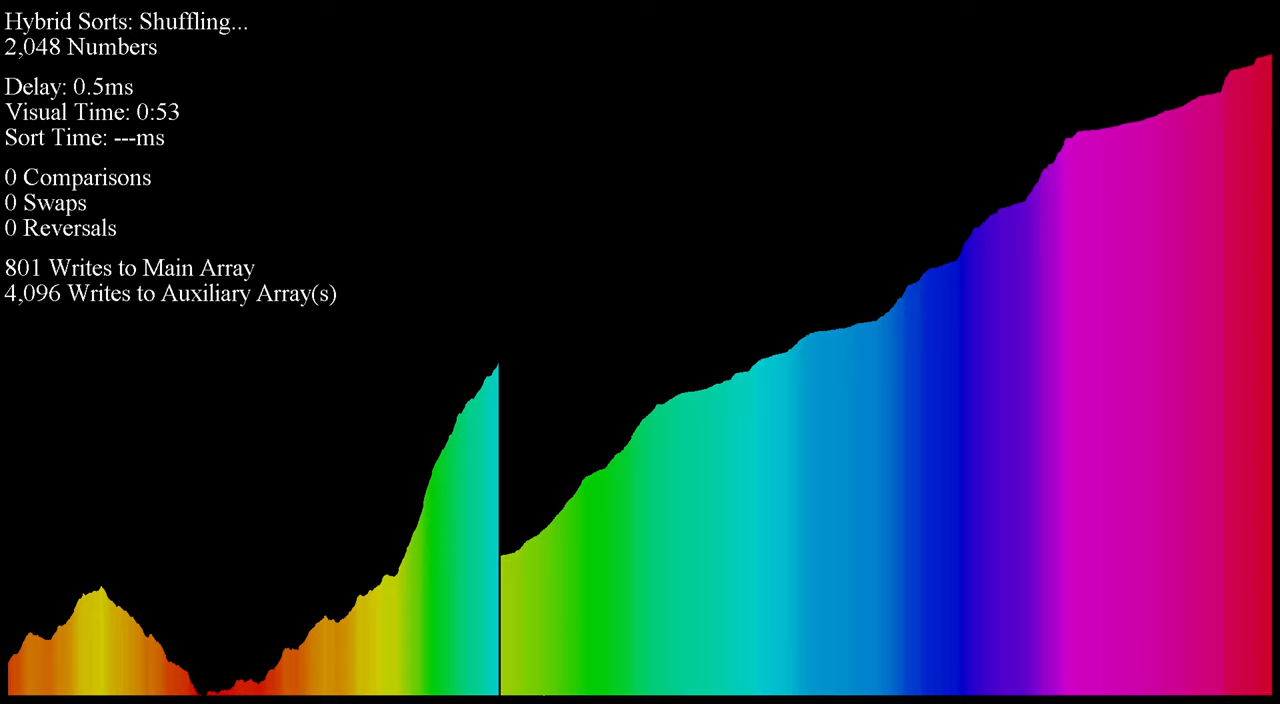 Hybrid Sorts: Shuffling...
2,048 Numbers
Delay: 0.5ms
Visual Time: 0:53
Sort Time: ---ms
0 Comparisons
0 Swaps
0 Reversals
801 Writes to Main Array
4,096 Writes to Auxiliary Array(s)